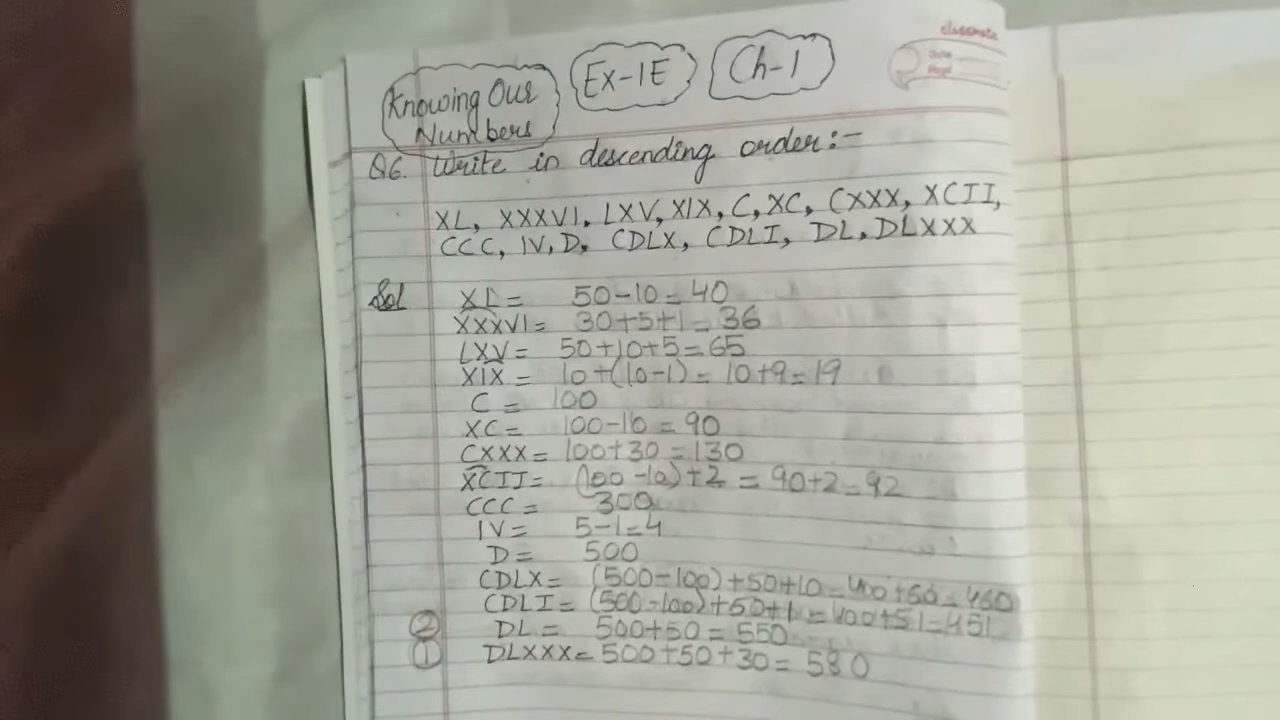 classmate
Date
Page
Knowing Our
Numbers
Ex-1E
Ch-1
Q6. Write in descending order:-
XL, XXXVI, LXV, XIX, C, XC, CXXX, XCII,
CCC, IV, D, CDLX, CDLI, DL, DLXXX
Sol XL = 50-10=40
XXXVI= 30+5+1=36
LXV= 50+10+5=65
XIX = 10+(10-1)=10+9=19
C = 100
XC= 100-10=90
CXXX=100+30=130
XCII= (100-10)+2=90+2=92
CCC= 300
IV= 5-1=4
D= 500
CDLX= (500-100)+50+10=400+60=460
CDLI=(500-100)+50+1=400+51=451
② DL= 500+50=550
① DLXXX=500+50+30=580